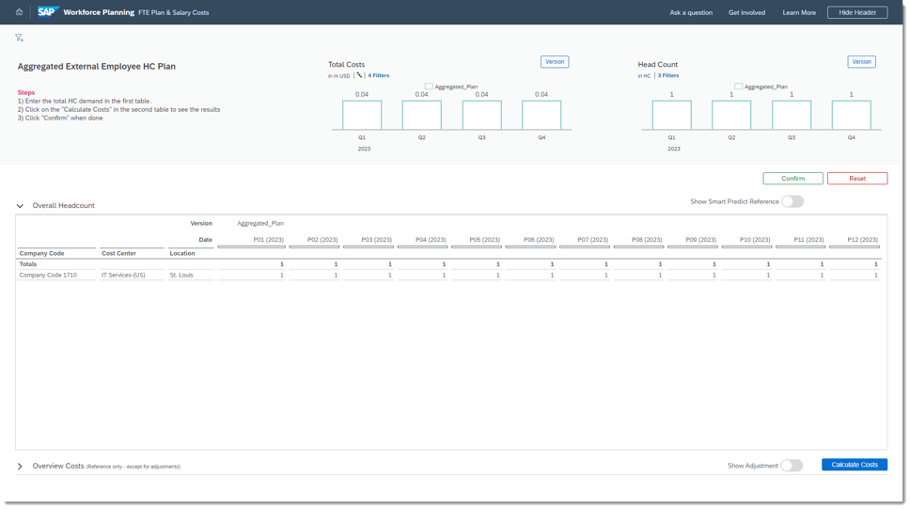 SAP Workforce Planning FTE Plan & Salary Costs Ask a question Get involved Learn More Hide Header
Aggregated External Employee HC Plan
Steps
1) Enter the total HC demand in the first table.
2) Click on the "Calculate Costs" in the second table to see the results
3) Click "Confirm" when done
Total Costs Version
in m USD | 4 Filters
Aggregated_Plan
0.04 0.04 0.04 0.04
Q1 Q2 Q3 Q4
2023
Head Count Version
in HC | 3 Filters
Aggregated_Plan
1 1 1 1
Q1 Q2 Q3 Q4
2023
Confirm Reset
Overall Headcount Show Smart Predict Reference
Version Aggregated_Plan
Date P01 (2023) P02 (2023) P03 (2023) P04 (2023) P05 (2023) P06 (2023) P07 (2023) P08 (2023) P09 (2023) P10 (2023) P11 (2023) P12 (2023)
Company Code Cost Center Location
Totals 1 1 1 1 1 1 1 1 1 1 1 1
Company Code 1710 IT Services-(US) St. Louis 1 1 1 1 1 1 1 1 1 1 1 1
Overview Costs (Reference only - except for adjustments) Show Adjustment Calculate Costs